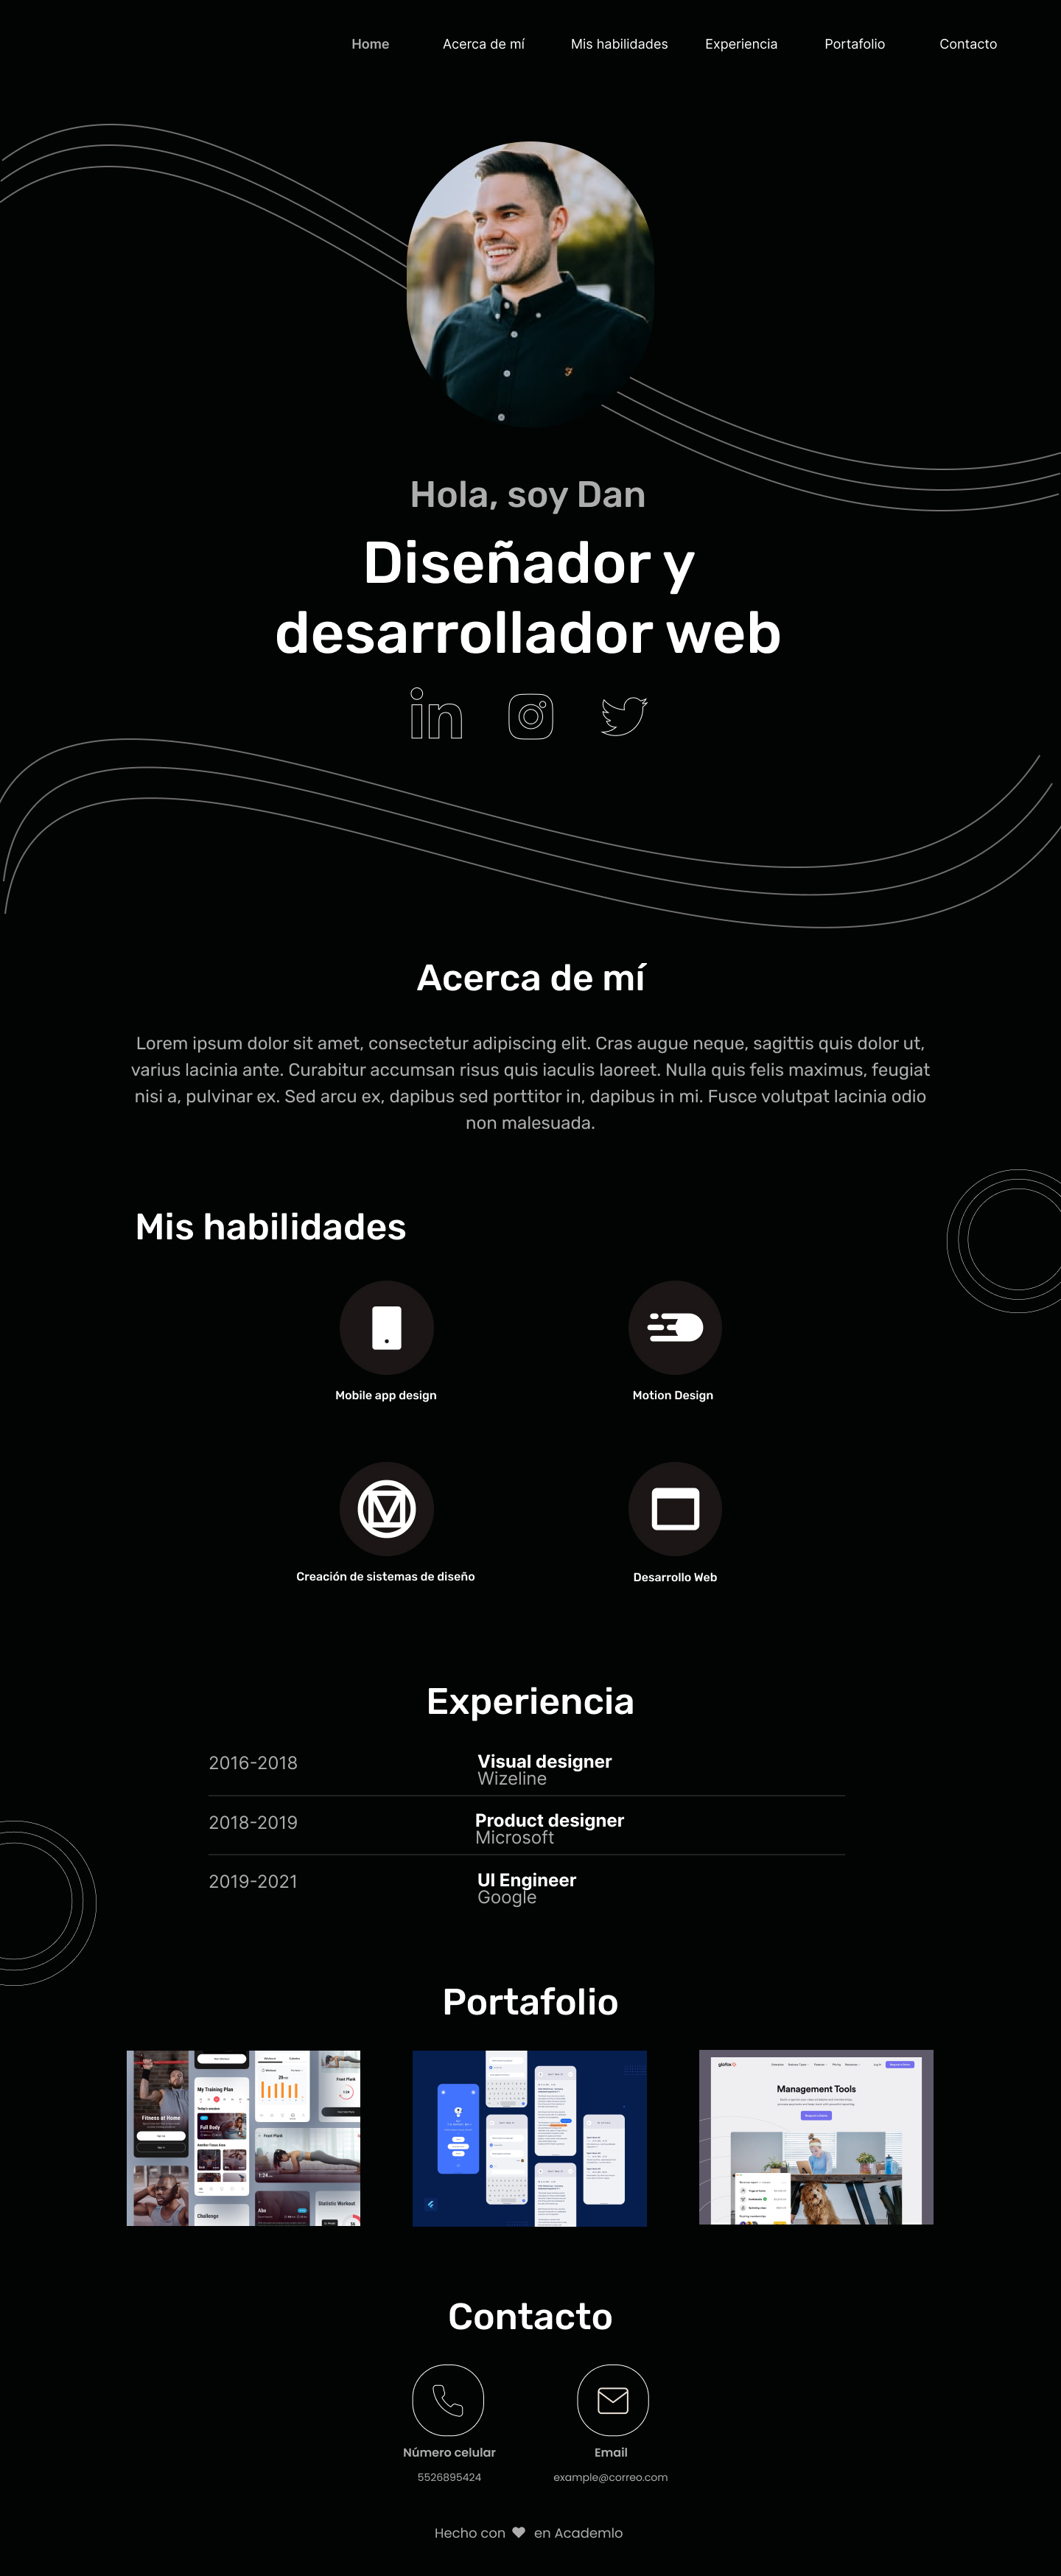 Home Acerca de mí Mis habilidades Experiencia Portafolio Contacto
Hola, soy Dan
Diseñador y
desarrollador web
in
Acerca de mí
Lorem ipsum dolor sit amet, consectetur adipiscing elit. Cras augue neque, sagittis quis dolor ut,
varius lacinia ante. Curabitur accumsan risus quis iaculis laoreet. Nulla quis felis maximus, feugiat
nisi a, pulvinar ex. Sed arcu ex, dapibus sed porttitor in, dapibus in mi. Fusce volutpat lacinia odio
non malesuada.
Mis habilidades
Mobile app design
Motion Design
Creación de sistemas de diseño
Desarrollo Web
Experiencia
2016-2018
Visual designer
Wizeline
2018-2019
Product designer
Microsoft
2019-2021
UI Engineer
Google
Portafolio
My Training Plan
Fitness at Home
Full Body
Challenge
Front Plank
Front Plank
1:24
Abs
Statistic Workout
glofox
Management Tools
Contacto
Número celular
5526895424
Email
example@correo.com
Hecho con ❤ en Academlo